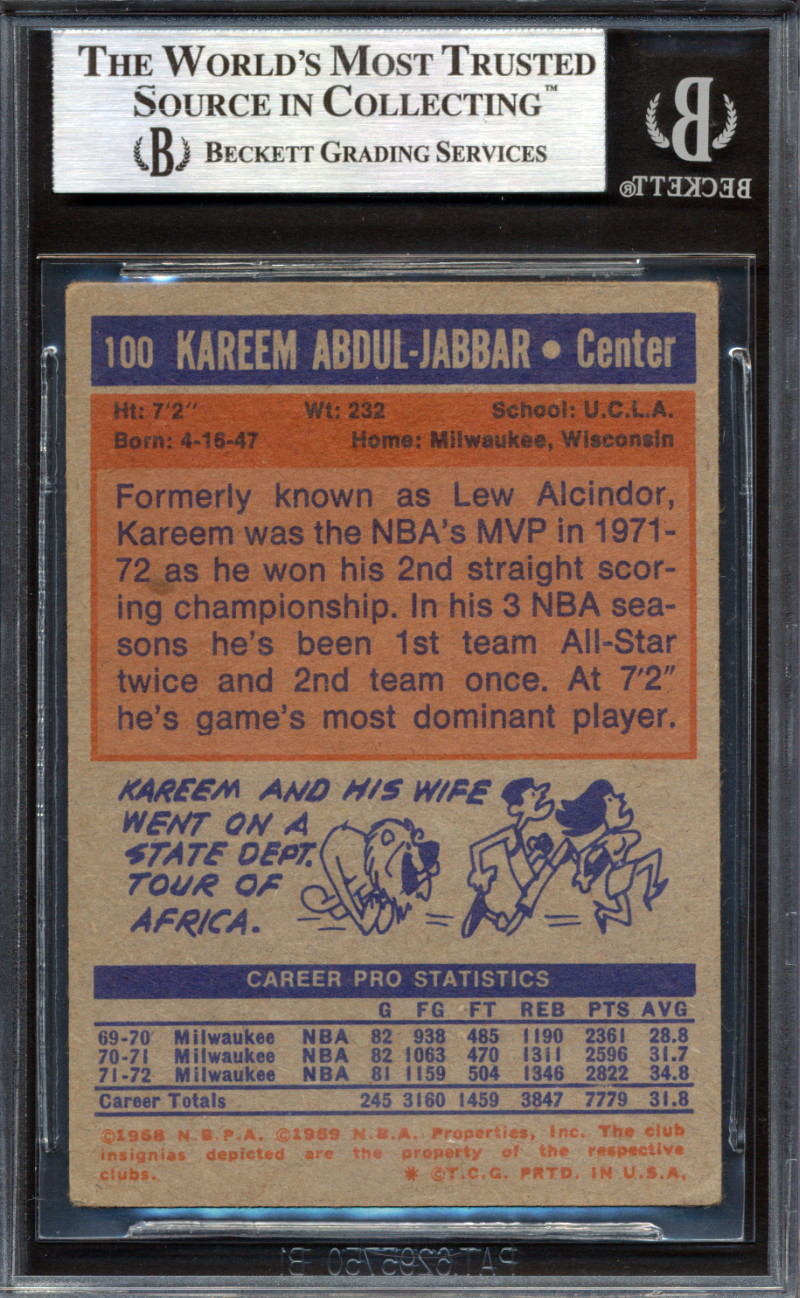 THE WORLD'S MOST TRUSTED
SOURCE IN COLLECTING™
B BECKETT GRADING SERVICES
B
BECKETT®
100 KAREEM ABDUL-JABBAR • Center
Ht: 7'2" Wt: 232 School: U.C.L.A.
Born: 4-16-47 Home: Milwaukee, Wisconsin
Formerly known as Lew Alcindor,
Kareem was the NBA's MVP in 1971-
72 as he won his 2nd straight scor-
ing championship. In his 3 NBA sea-
sons he's been 1st team All-Star
twice and 2nd team once. At 7'2"
he's game's most dominant player.
KAREEM AND HIS WIFE
WENT ON A
STATE DEPT.
TOUR OF
AFRICA.
CAREER PRO STATISTICS
G FG FT REB PTS AVG
69-70 Milwaukee NBA 82 938 485 1190 2361 28.8
70-71 Milwaukee NBA 82 1063 470 1311 2596 31.7
71-72 Milwaukee NBA 81 1159 504 1346 2822 34.8
Career Totals 245 3160 1459 3847 7779 31.8
©1968 N.B.P.A. ©1969 N.B.A. Properties, Inc. The club
insignias depicted are the property of the respective
clubs. * ©T.C.G. PRTD. IN U.S.A.
PAT.6295750 B1